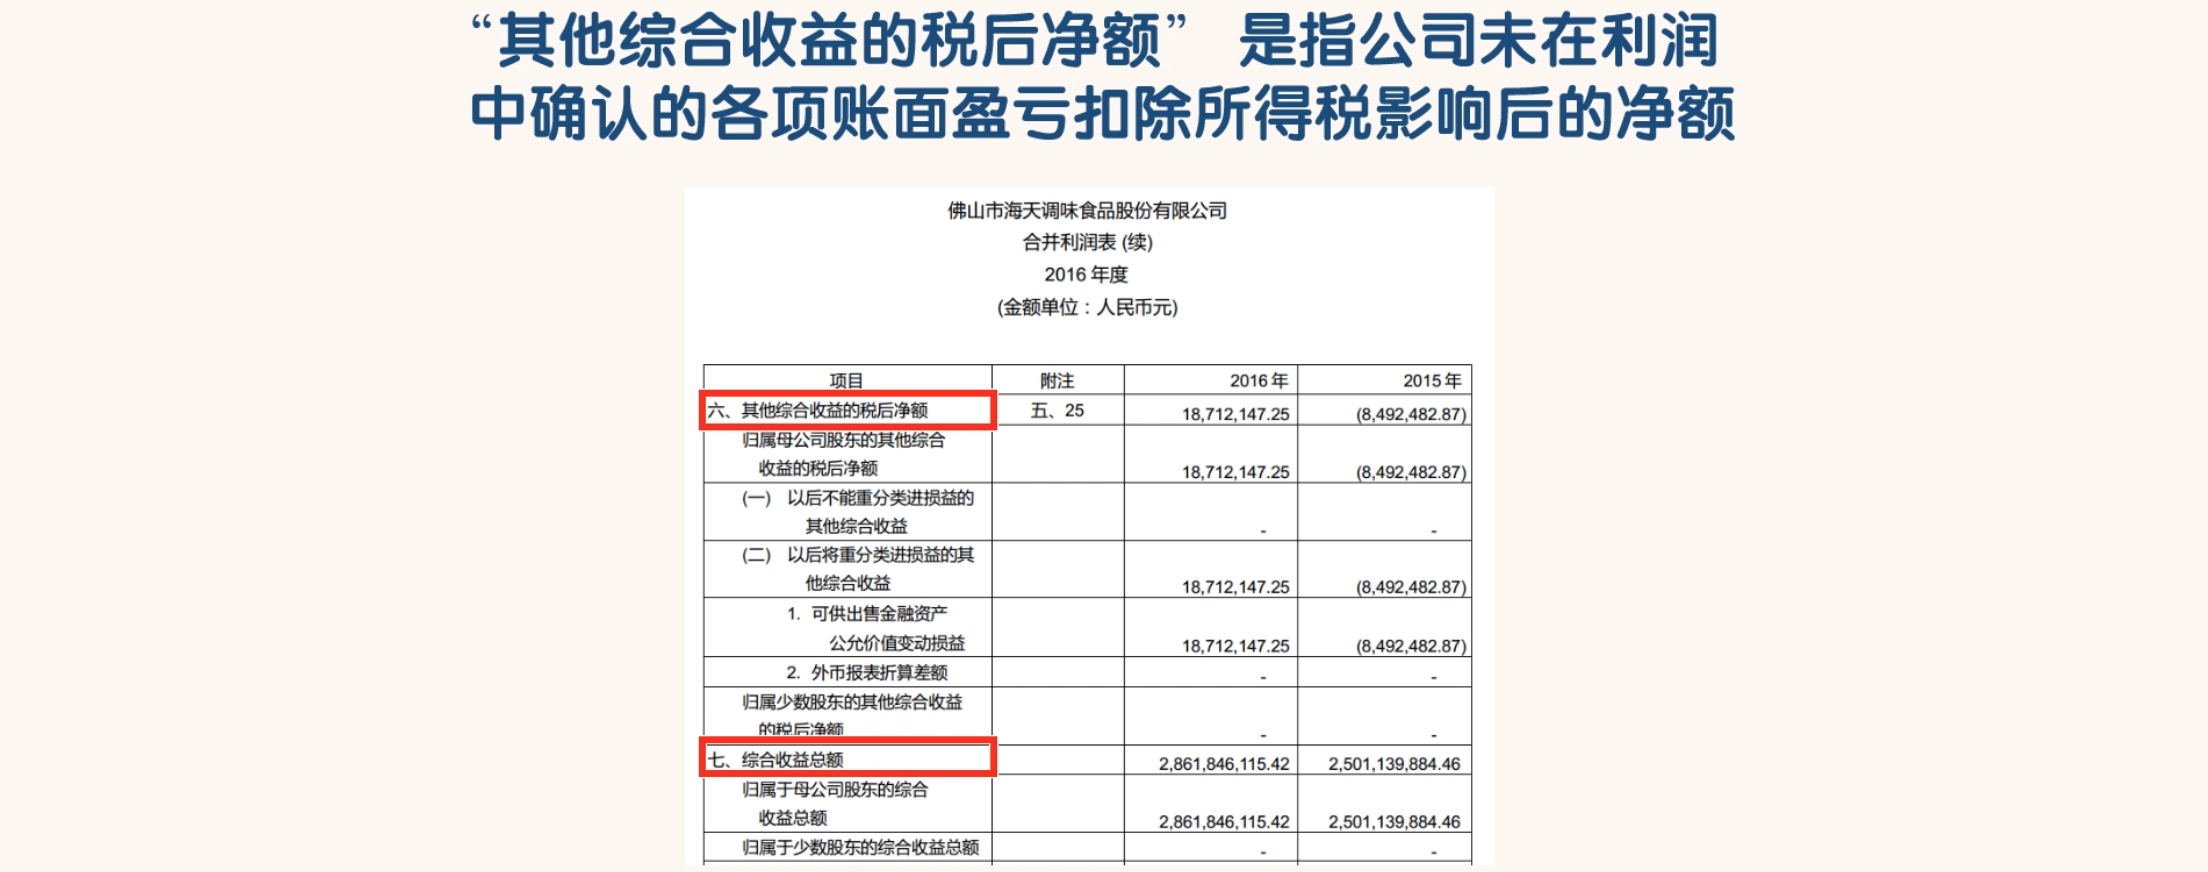 “其他综合收益的税后净额” 是指公司未在利润
中确认的各项账面盈亏扣除所得税影响后的净额
佛山市海天调味食品股份有限公司
合并利润表 (续)
2016 年度
(金额单位：人民币元)
项目 附注 2016 年 2015 年
六、其他综合收益的税后净额 五、25 18,712,147.25 (8,492,482.87)
归属母公司股东的其他综合
收益的税后净额 18,712,147.25 (8,492,482.87)
(一) 以后不能重分类进损益的
其他综合收益 - -
(二) 以后将重分类进损益的其
他综合收益 18,712,147.25 (8,492,482.87)
1. 可供出售金融资产
公允价值变动损益 18,712,147.25 (8,492,482.87)
2. 外币报表折算差额 - -
归属少数股东的其他综合收益
的税后净额 - -
七、综合收益总额 2,861,846,115.42 2,501,139,884.46
归属于母公司股东的综合
收益总额 2,861,846,115.42 2,501,139,884.46
归属于少数股东的综合收益总额 - -